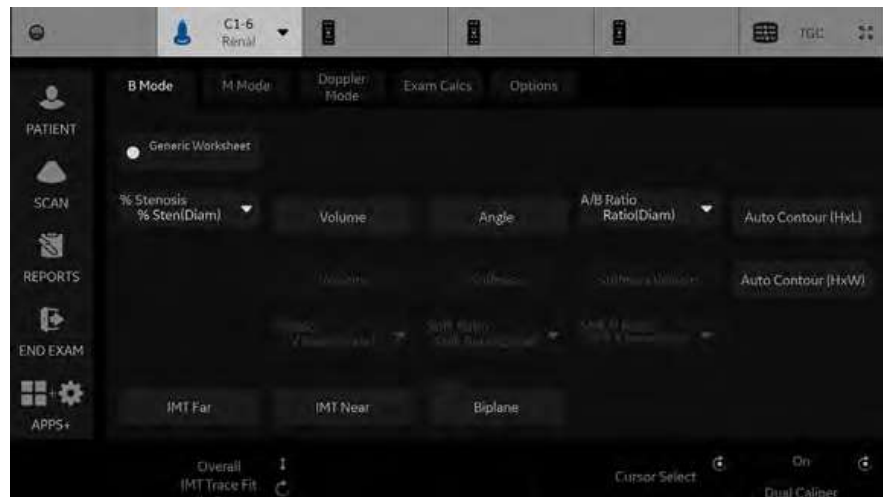 C1-6
Renal
TGC
B Mode
M Mode
Doppler
Mode
Exam Calcs
Options
PATIENT
Generic Worksheet
SCAN
% Stenosis
% Sten(Diam)
Volume
Angle
A/B Ratio
Ratio(Diam)
Auto Contour (HxL)
REPORTS
Auto Contour (HxW)
END EXAM
IMT Far
IMT Near
Biplane
APPS+
Overall
IMT Trace Fit
Cursor Select
On
Dual Caliper